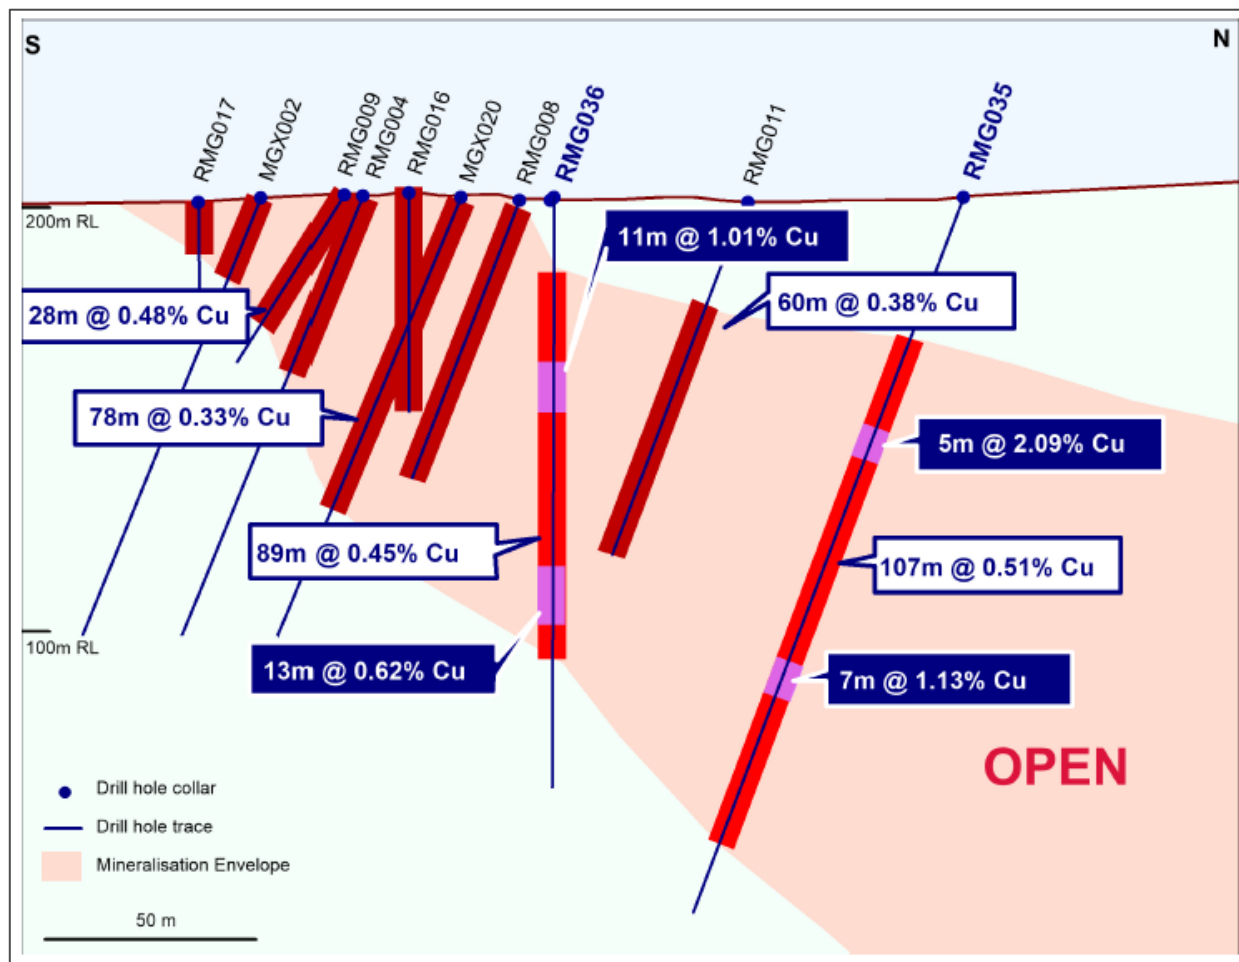 S
N
RMG017
MGX002
RMG009
RMG004
RMG016
MGX020
RMG008
RMG036
RMG011
RMG035
200m RL
11m @ 1.01% Cu
28m @ 0.48% Cu
60m @ 0.38% Cu
78m @ 0.33% Cu
5m @ 2.09% Cu
89m @ 0.45% Cu
107m @ 0.51% Cu
100m RL
13m @ 0.62% Cu
7m @ 1.13% Cu
OPEN
Drill hole collar
Drill hole trace
Mineralisation Envelope
50 m